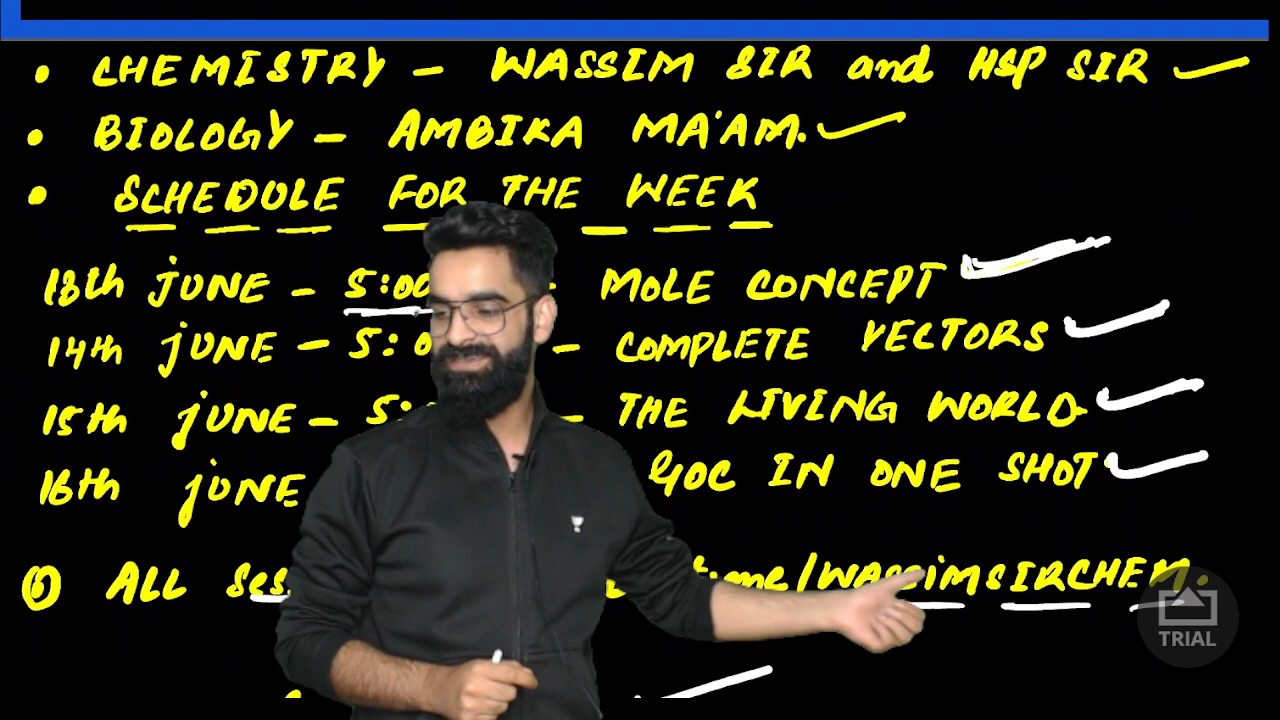 • CHEMISTRY – WASSIM SIR and HSP SIR
• BIOLOGY – AMBIKA MA'AM.
• SCHEDULE FOR THE WEEK
13th JUNE – 5:00 – MOLE CONCEPT
14th JUNE – 5: – COMPLETE VECTORS
15th JUNE – 5: – THE LIVING WORLD
16th JUNE GOC IN ONE SHOT
ALL /WASSIMSIRCHEM.
TRIAL